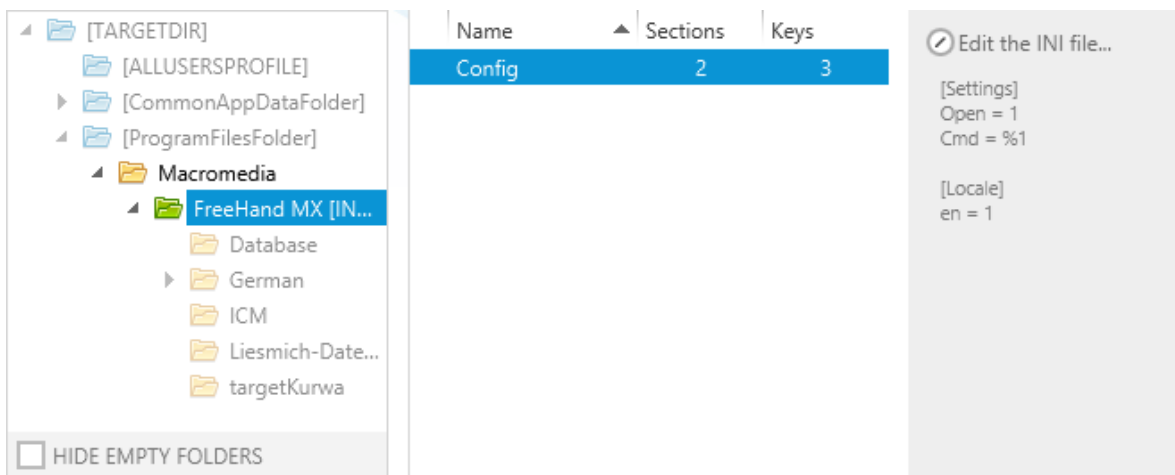 [TARGETDIR]
[ALLUSERSPROFILE]
[CommonAppDataFolder]
[ProgramFilesFolder]
Macromedia
FreeHand MX [IN...
Database
German
ICM
Liesmich-Date...
targetKurwa
HIDE EMPTY FOLDERS
Name Sections Keys
Config 2 3
Edit the INI file...
[Settings]
Open = 1
Cmd = %1
[Locale]
en = 1